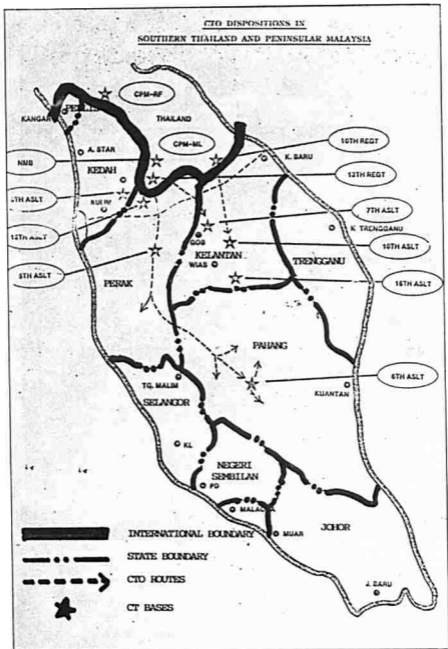 CTO DISPOSITIONS IN
SOUTHERN THAILAND AND PENINSULAR MALAYSIA
CPM-RF
PERLIS
KANGAR
THAILAND
CPM-ML
10TH REGT
A. STAR
NMB
K. BARU
12TH REGT
KEDAH
KULIM
7TH ASLT
K TRENGGANU
12TH ASLT
GOB
10TH ASLT
KELANTAN
WIAS
TRENGGANU
5TH ASLT
16TH ASLT
PERAK
PAHANG
6TH ASLT
TG. MALIM
KUANTAN
SELANGOR
KL
NEGERI
SEMBILAN
PD
MALACCA
MUAR
JOHOR
J. BARU
INTERNATIONAL BOUNDARY
STATE BOUNDARY
CTO ROUTES
CT BASES